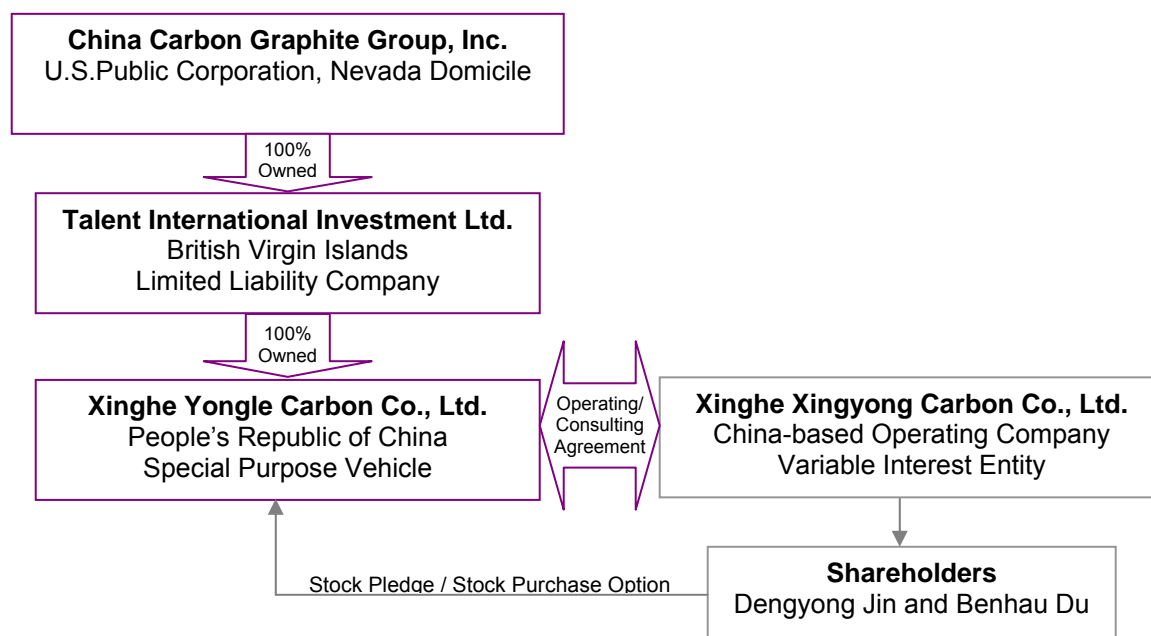 China Carbon Graphite Group, Inc.
U.S.Public Corporation, Nevada Domicile
100%
Owned
Talent International Investment Ltd.
British Virgin Islands
Limited Liability Company
100%
Owned
Xinghe Yongle Carbon Co., Ltd.
People’s Republic of China
Special Purpose Vehicle
Operating/
Consulting
Agreement
Xinghe Xingyong Carbon Co., Ltd.
China-based Operating Company
Variable Interest Entity
Stock Pledge / Stock Purchase Option
Shareholders
Dengyong Jin and Benhau Du